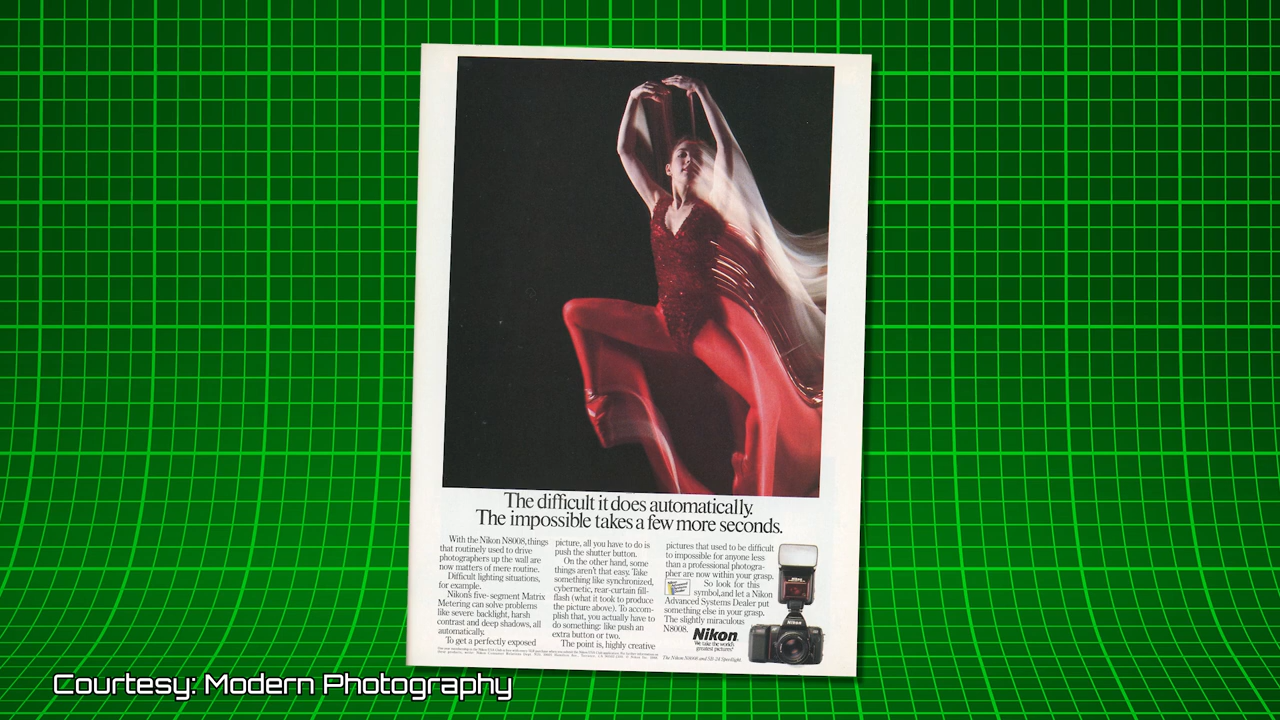 The difficult it does automatically.
The impossible takes a few more seconds.
With the Nikon N8008, things
that routinely used to drive
photographers up the wall are
now matters of mere routine.
Difficult lighting situations,
for example.
Nikon's five-segment Matrix
Metering can solve problems
like severe backlight, harsh
contrast and deep shadows, all
automatically.
To get a perfectly exposed
picture, all you have to do is
push the shutter button.
On the other hand, some
things aren't that easy. Take
something like synchronized,
cybernetic, rear-curtain fill-
flash (what it took to produce
the picture above). To accom-
plish that, you actually have to
do something: like push an
extra button or two.
The point is, highly creative
pictures that used to be difficult
to impossible for anyone less
than a professional photogra-
pher are now within your grasp.
So look for this
symbol, and let a Nikon
Advanced Systems Dealer put
something else in your grasp.
The slightly miraculous
N8008.
Nikon
We take the world's
greatest pictures.
The Nikon N8008 and SB-24 Speedlight
Nikon
Courtesy: Modern Photography